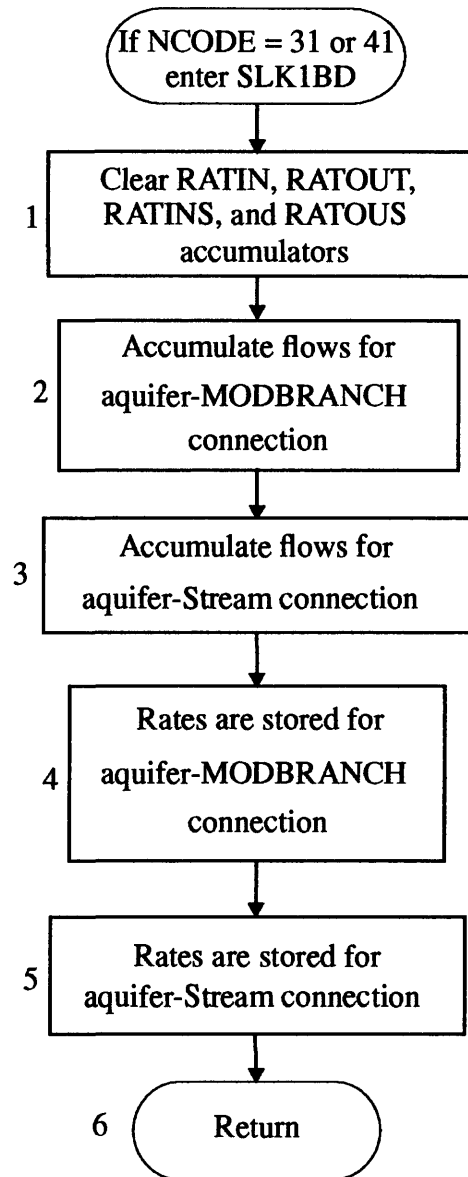 If NCODE = 31 or 41
enter SLK1BD
1
Clear RATIN, RATOUT,
RATINS, and RATOUS
accumulators
2
Accumulate flows for
aquifer-MODBRANCH
connection
3
Accumulate flows for
aquifer-Stream connection
4
Rates are stored for
aquifer-MODBRANCH
connection
5
Rates are stored for
aquifer-Stream connection
6
Return